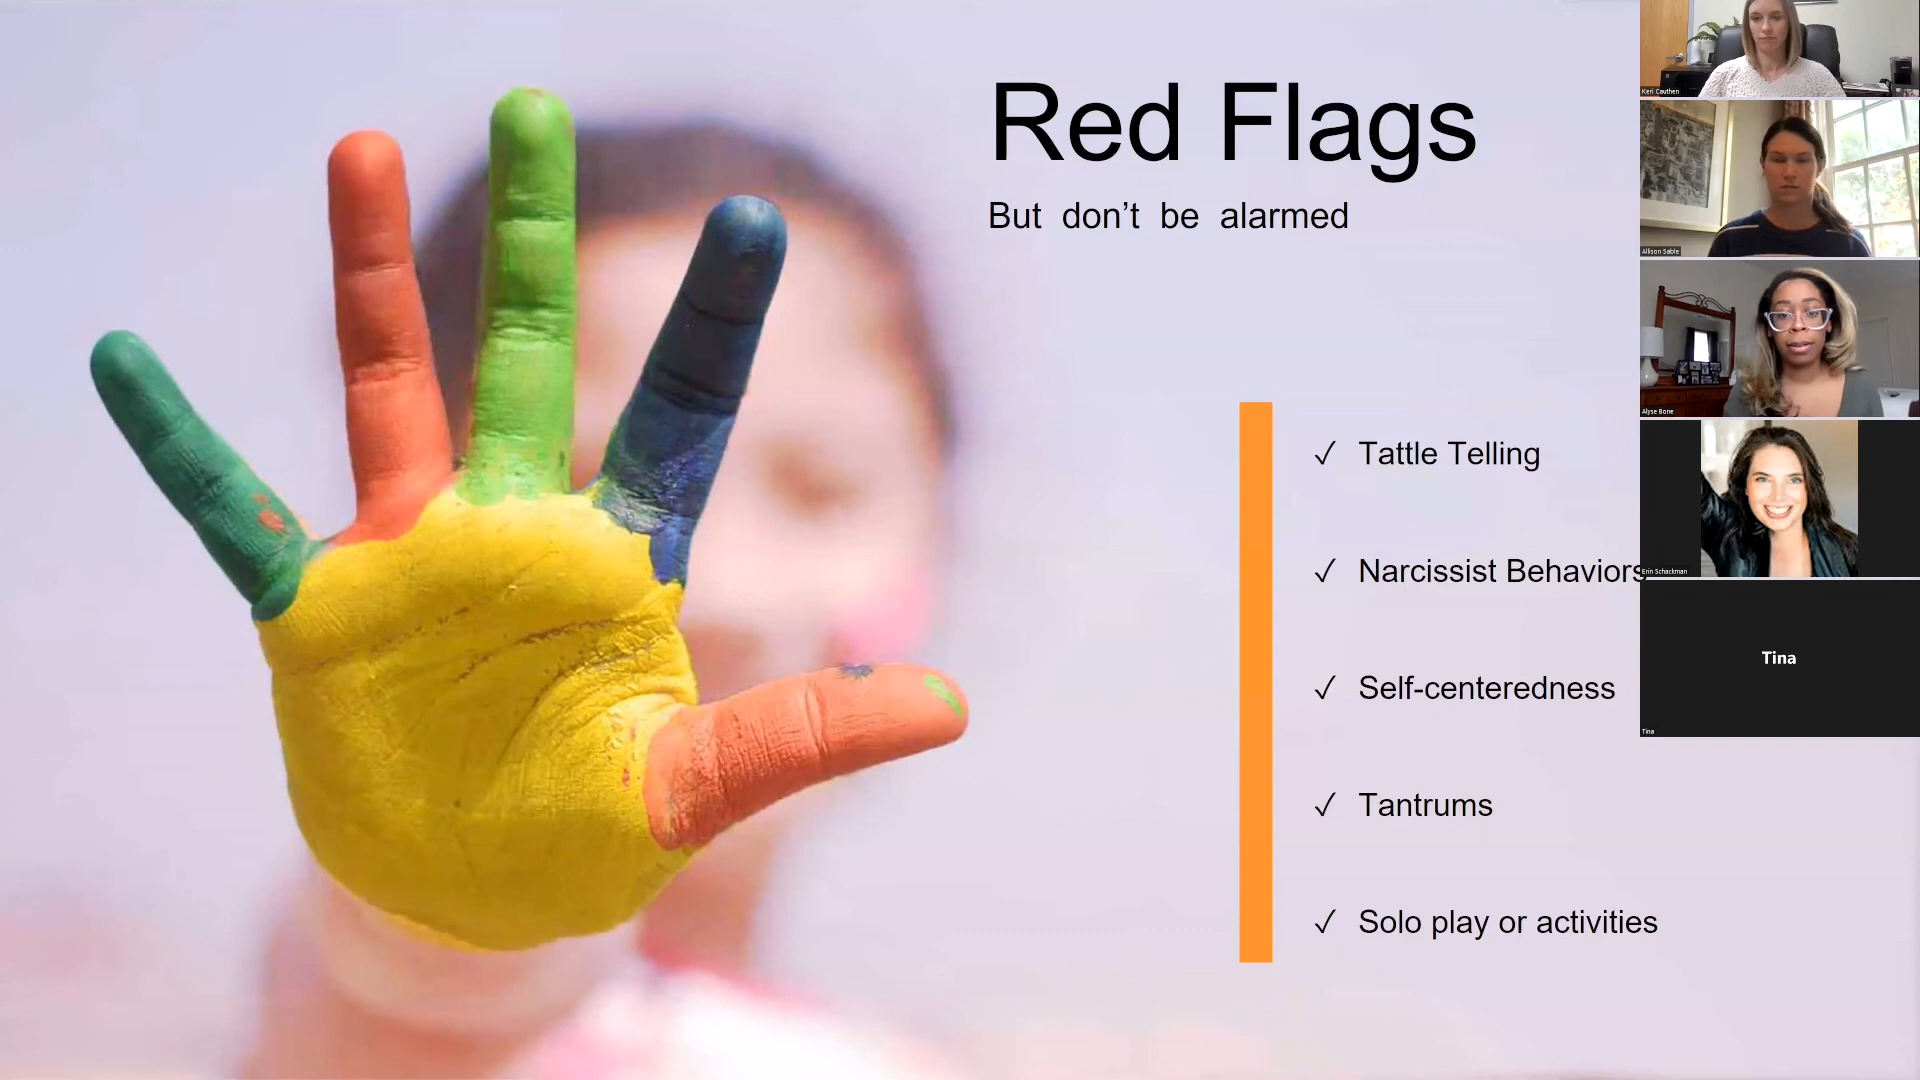 Red Flags
But don’t be alarmed
✓ Tattle Telling
✓ Narcissist Behaviors
✓ Self-centeredness
✓ Tantrums
✓ Solo play or activities
Keri Cauthen
Allison Sable
Alyse Bone
Erin Schackman
Tina
Tina